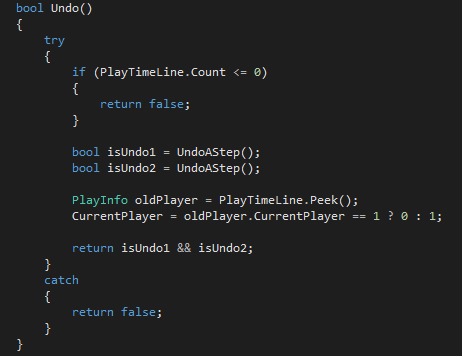 bool Undo()
{
    try
    {
        if (PlayTimeLine.Count <= 0)
        {
            return false;
        }

        bool isUndo1 = UndoAStep();
        bool isUndo2 = UndoAStep();

        PlayInfo oldPlayer = PlayTimeLine.Peek();
        CurrentPlayer = oldPlayer.CurrentPlayer == 1 ? 0 : 1;

        return isUndo1 && isUndo2;
    }
    catch
    {
        return false;
    }
}